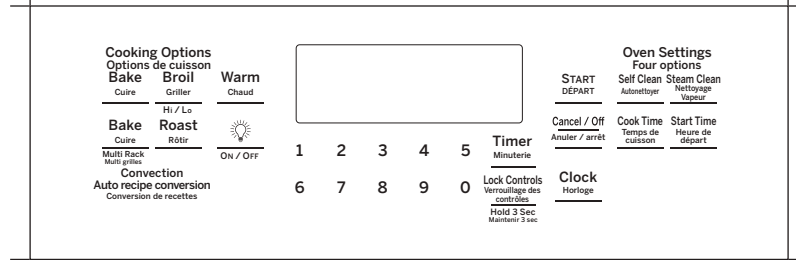 Cooking Options
Options de cuisson
Bake
Cuire
Broil
Griller
Hi / Lo
Warm
Chaud
Bake
Cuire
Multi Rack
Multi grilles
Roast
Rôtir
ON / OFF
Convection
Auto recipe conversion
Conversion de recettes
1 2 3 4 5
6 7 8 9 0
Timer
Minuterie
Lock Controls
Verrouillage des
contrôles
Hold 3 Sec
Maintenir 3 sec
START
DÉPART
Cancel / Off
Anuler / arrêt
Clock
Horloge
Oven Settings
Four options
Self Clean
Autonettoyer
Steam Clean
Nettoyage
Vapeur
Cook Time
Temps de
cuisson
Start Time
Heure de
départ